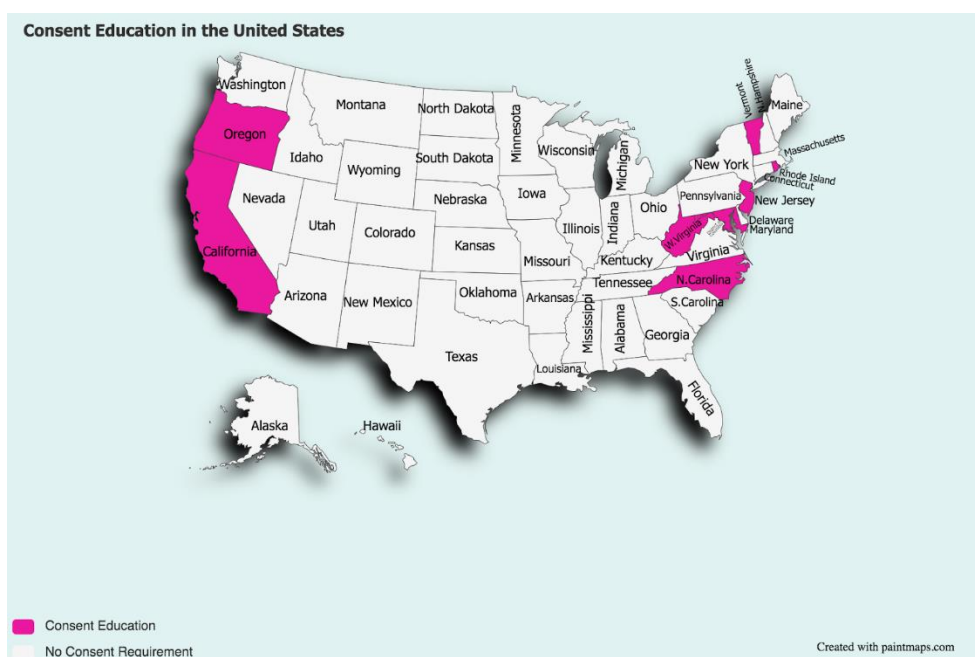 Consent Education in the United States
Washington
Montana
North Dakota
Minnesota
Vermont
N.Hampshire
Maine
Oregon
Idaho
Wyoming
South Dakota
Wisconsin
Michigan
New York
Massachusetts
Rhode Island
Connecticut
Nevada
Utah
Colorado
Nebraska
Iowa
Illinois
Indiana
Ohio
Pennsylvania
New Jersey
Delaware
Maryland
California
Kansas
Missouri
Kentucky
W.Virginia
Virginia
Arizona
New Mexico
Oklahoma
Arkansas
Tennessee
N.Carolina
S.Carolina
Texas
Louisiana
Mississippi
Alabama
Georgia
Florida
Alaska
Hawaii
Consent Education
No Consent Requirement
Created with paintmaps.com